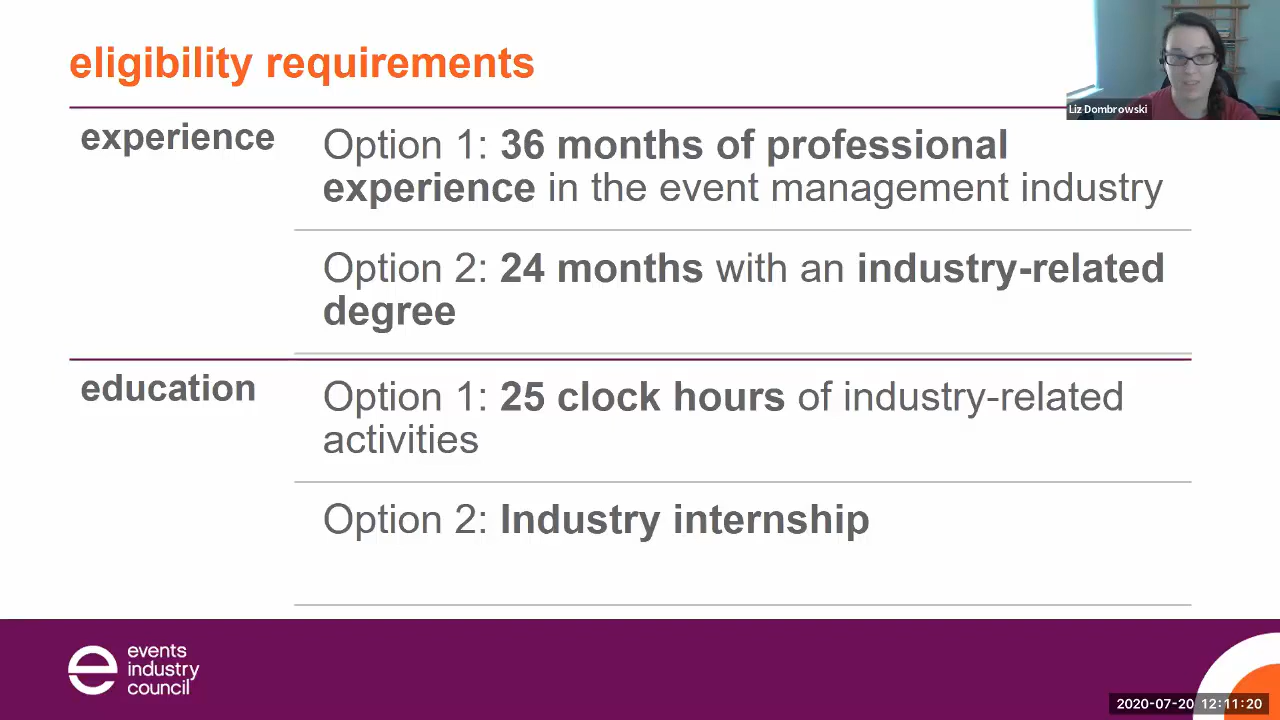 eligibility requirements
Liz Dombrowski
experience
Option 1: 36 months of professional
experience in the event management industry
Option 2: 24 months with an industry-related
degree
education
Option 1: 25 clock hours of industry-related
activities
Option 2: Industry internship
events
industry
council
2020-07-20 12:11:20